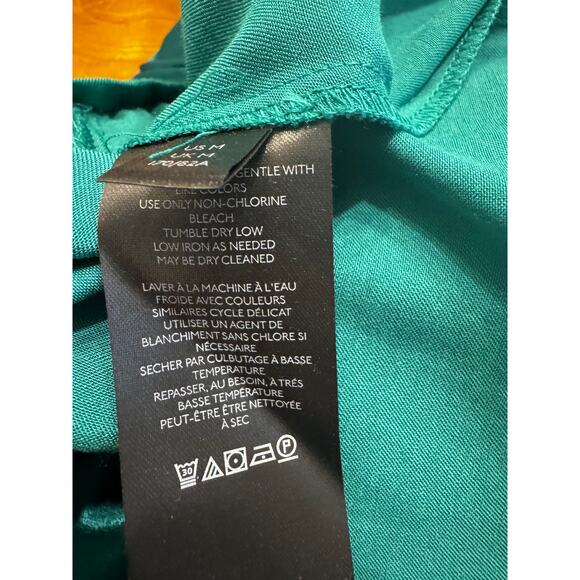 US M
UK M
170/82A
GENTLE WITH
LIKE COLORS
USE ONLY NON-CHLORINE
BLEACH
TUMBLE DRY LOW
LOW IRON AS NEEDED
MAY BE DRY CLEANED
LAVER À LA MACHINE À L'EAU
FROIDE AVEC COULEURS
SIMILAIRES CYCLE DÉLICAT
UTILISER UN AGENT DE
BLANCHIMENT SANS CHLORE SI
NÉCESSAIRE
SECHER PAR CULBUTAGE À BASSE
TEMPERATURE
REPASSER, AU BESOIN, À TRÉS
BASSE TEMPÉRATURE
PEUT-ÊTRE ÊTRE NETTOYÉE
À SEC
30 P